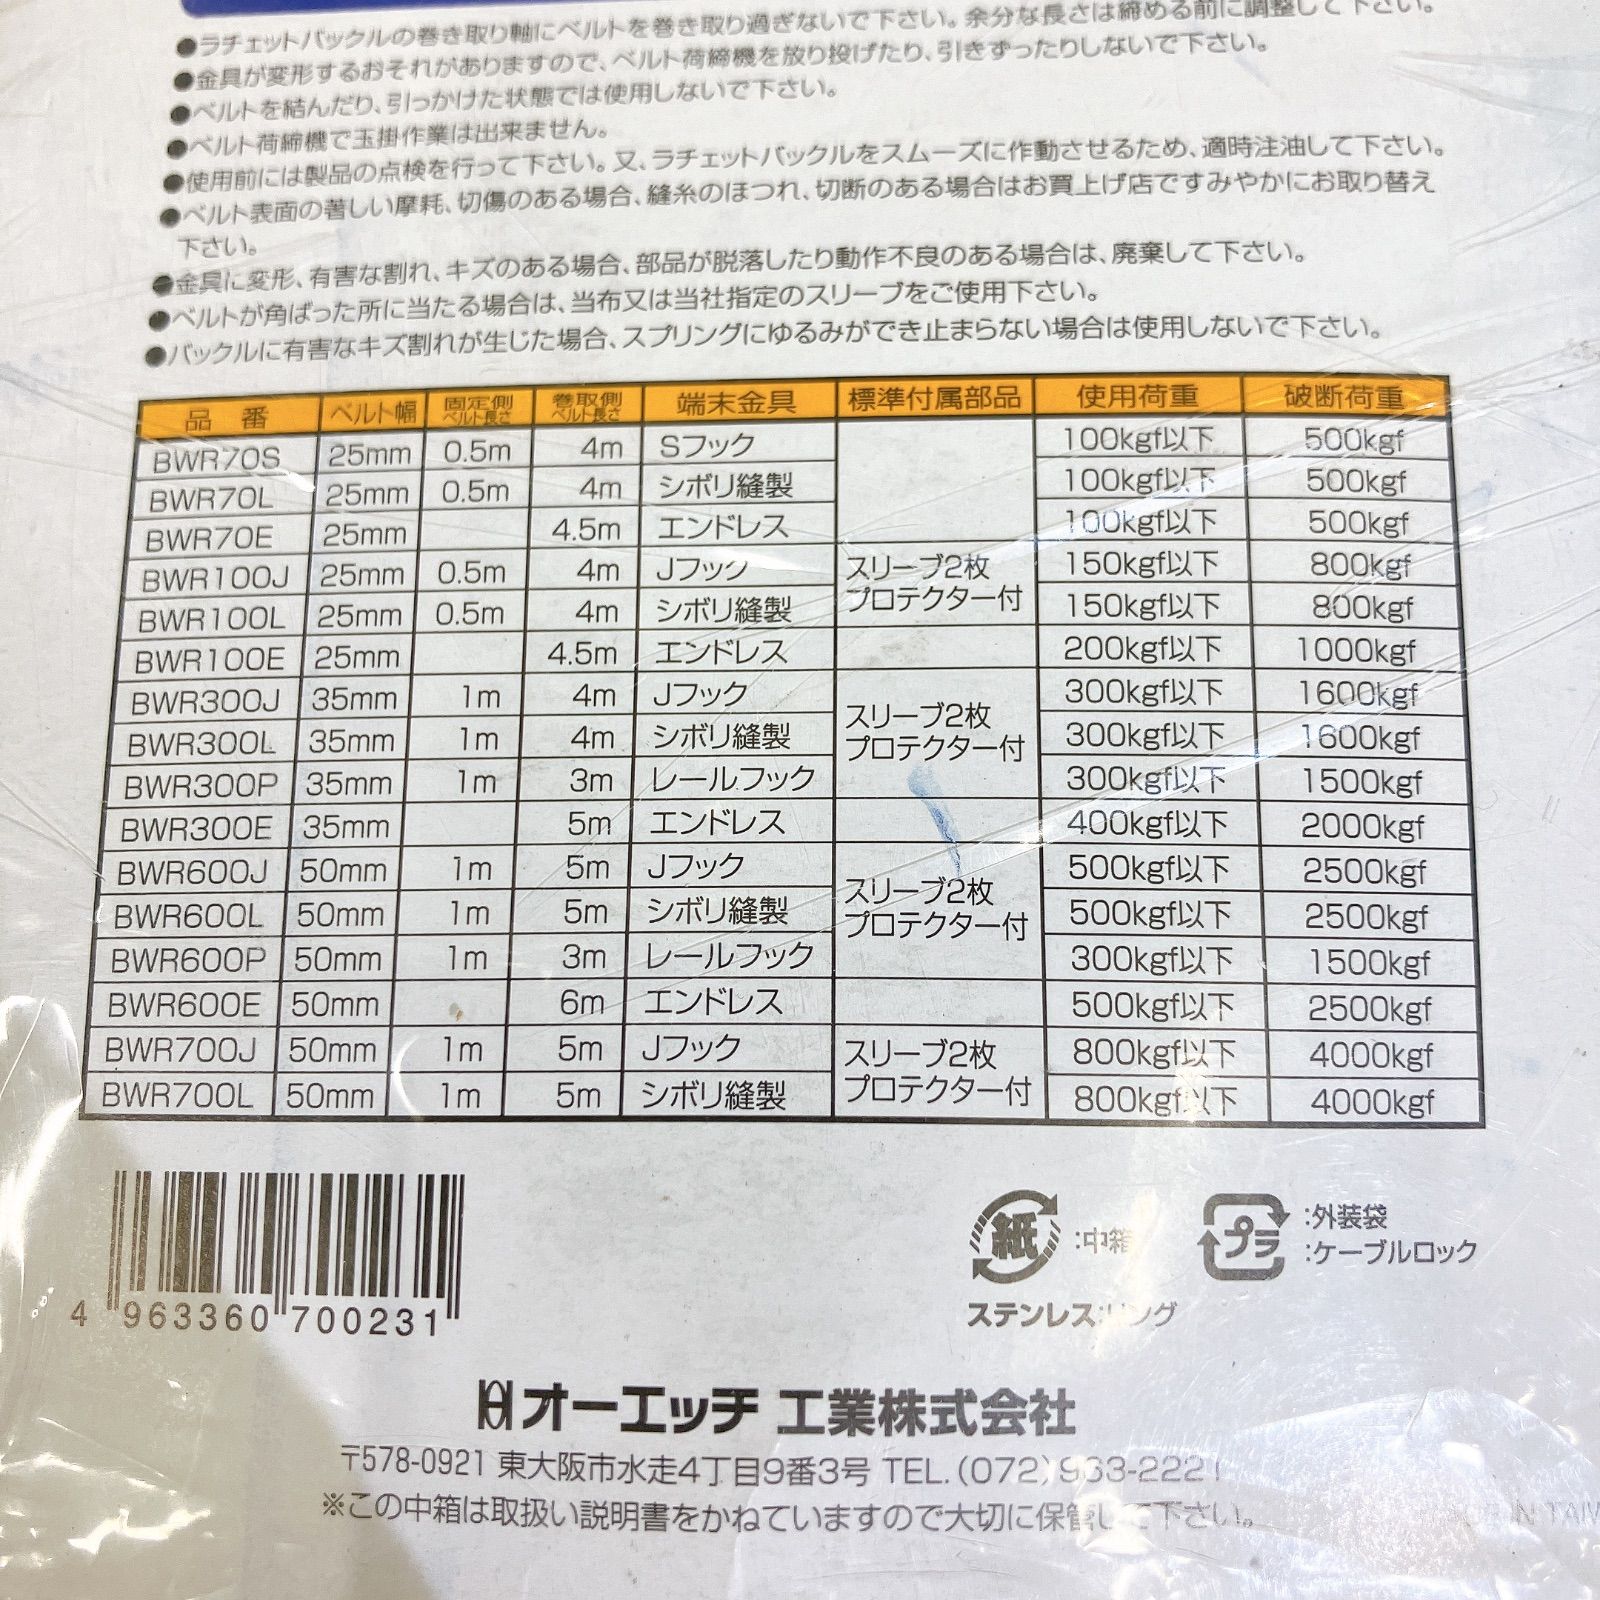 ●ラチェットバックルの巻き取り軸にベルトを巻き取り過ぎないで下さい。余分な長さは締める前に調整して下さい。
●金具が変形するおそれがありますので、ベルト荷締機を放り投げたり、引きずったりしないで下さい。
●ベルトを結んだり、引っかけた状態では使用しないで下さい。
●ベルト荷締機で玉掛作業は出来ません。
●使用前には製品の点検を行って下さい。又、ラチェットバックルをスムーズに作動させるため、適時注油して下さい。
●ベルト表面の著しい摩耗、切傷のある場合、縫糸のほつれ、切断のある場合はお買上げ店ですみやかにお取り替え
下さい。
●金具に変形、有害な割れ、キズのある場合、部品が脱落したり動作不良のある場合は、廃棄して下さい。
●ベルトが角ばった所に当たる場合は、当布又は当社指定のスリーブをご使用下さい。
●バックルに有害なキズ割れが生じた場合、スプリングにゆるみができ止まらない場合は使用しないで下さい。
品番 ベルト幅 固定側ベルト長さ 巻取側ベルト長さ 端末金具 標準付属部品 使用荷重 破断荷重
BWR70S 25mm 0.5m 4m Sフック 100kgf以下 500kgf
BWR70L 25mm 0.5m 4m シボリ縫製 100kgf以下 500kgf
BWR70E 25mm 4.5m エンドレス 100kgf以下 500kgf
BWR100J 25mm 0.5m 4m Jフック スリーブ2枚 150kgf以下 800kgf
BWR100L 25mm 0.5m 4m シボリ縫製 プロテクター付 150kgf以下 800kgf
BWR100E 25mm 4.5m エンドレス 200kgf以下 1000kgf
BWR300J 35mm 1m 4m Jフック スリーブ2枚 300kgf以下 1600kgf
BWR300L 35mm 1m 4m シボリ縫製 プロテクター付 300kgf以下 1600kgf
BWR300P 35mm 1m 3m レールフック 300kgf以下 1500kgf
BWR300E 35mm 5m エンドレス 400kgf以下 2000kgf
BWR600J 50mm 1m 5m Jフック スリーブ2枚 500kgf以下 2500kgf
BWR600L 50mm 1m 5m シボリ縫製 プロテクター付 500kgf以下 2500kgf
BWR600P 50mm 1m 3m レールフック 300kgf以下 1500kgf
BWR600E 50mm 6m エンドレス 500kgf以下 2500kgf
BWR700J 50mm 1m 5m Jフック スリーブ2枚 800kgf以下 4000kgf
BWR700L 50mm 1m 5m シボリ縫製 プロテクター付 800kgf以下 4000kgf
4 963360 700231
紙 :中箱
プラ :外装袋
:ケーブルロック
ステンレス:リング
オーエッチ工業株式会社
〒578-0921 東大阪市水走4丁目9番3号 TEL.(072)963-2221
※この中箱は取扱い説明書をかねていますので大切に保管して下さい。
IN TAIW